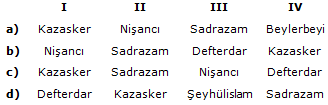 I II III IV
a) Kazasker Nişancı Sadrazam Beylerbeyi
b) Nişancı Sadrazam Defterdar Kazasker
c) Kazasker Sadrazam Nişancı Defterdar
d) Defterdar Kazasker Şeyhülislam Sadrazam